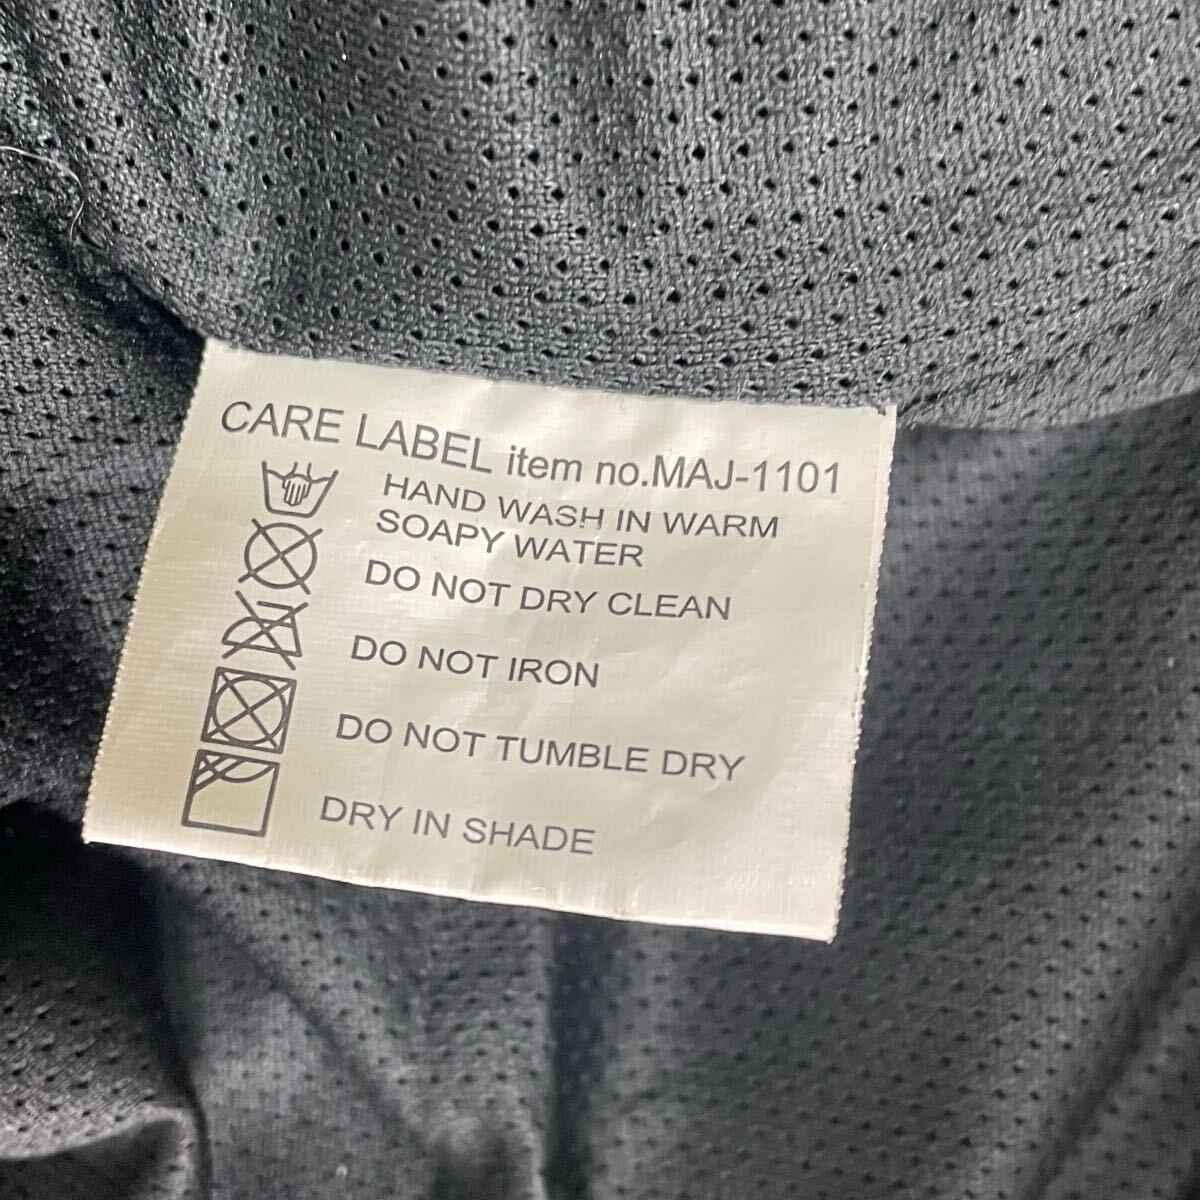 CARE LABEL item no.MAJ-1101
HAND WASH IN WARM
SOAPY WATER
DO NOT DRY CLEAN
DO NOT IRON
DO NOT TUMBLE DRY
DRY IN SHADE